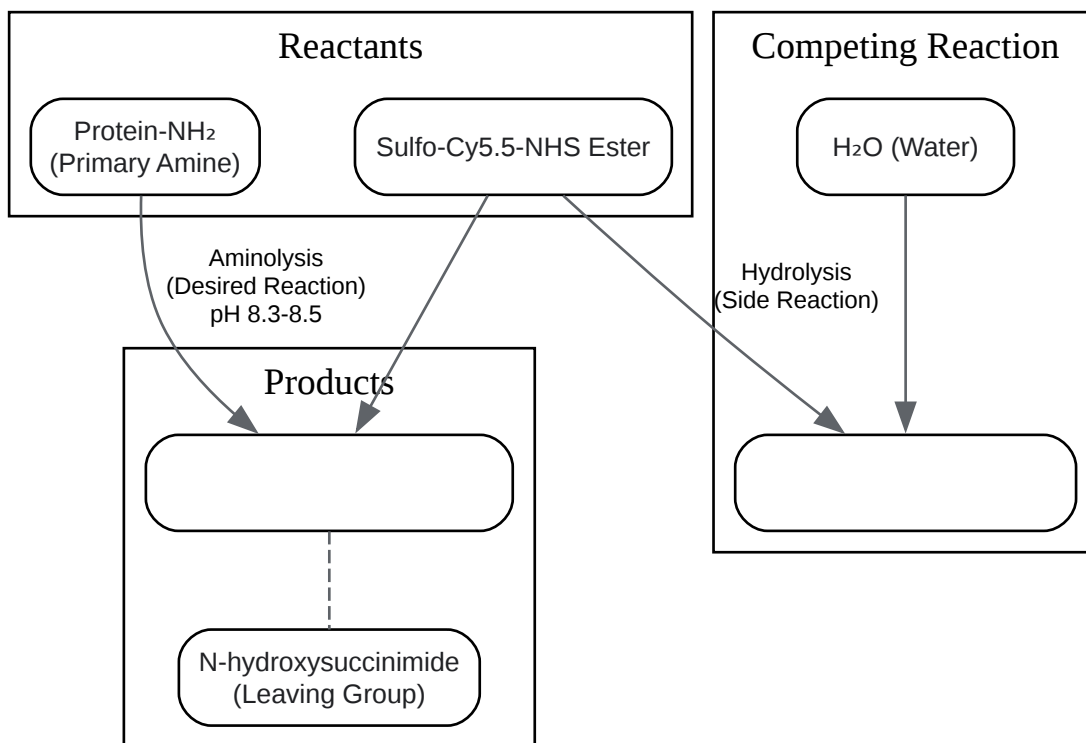 Reactants
Competing Reaction
Protein-NH₂
(Primary Amine)
Sulfo-Cy5.5-NHS Ester
H₂O (Water)
Aminolysis
(Desired Reaction)
pH 8.3-8.5
Hydrolysis
(Side Reaction)
Products
N-hydroxysuccinimide
(Leaving Group)